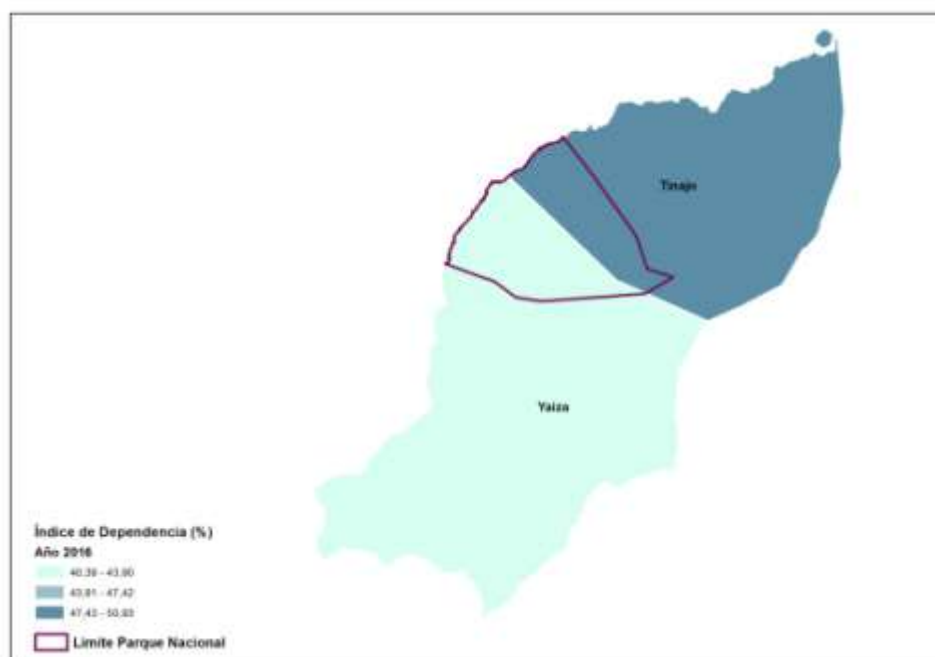 Tinajo
Yaiza
Índice de Dependencia (%)
Año 2016
40,39 - 43,90
43,91 - 47,42
47,43 - 50,93
Límite Parque Nacional